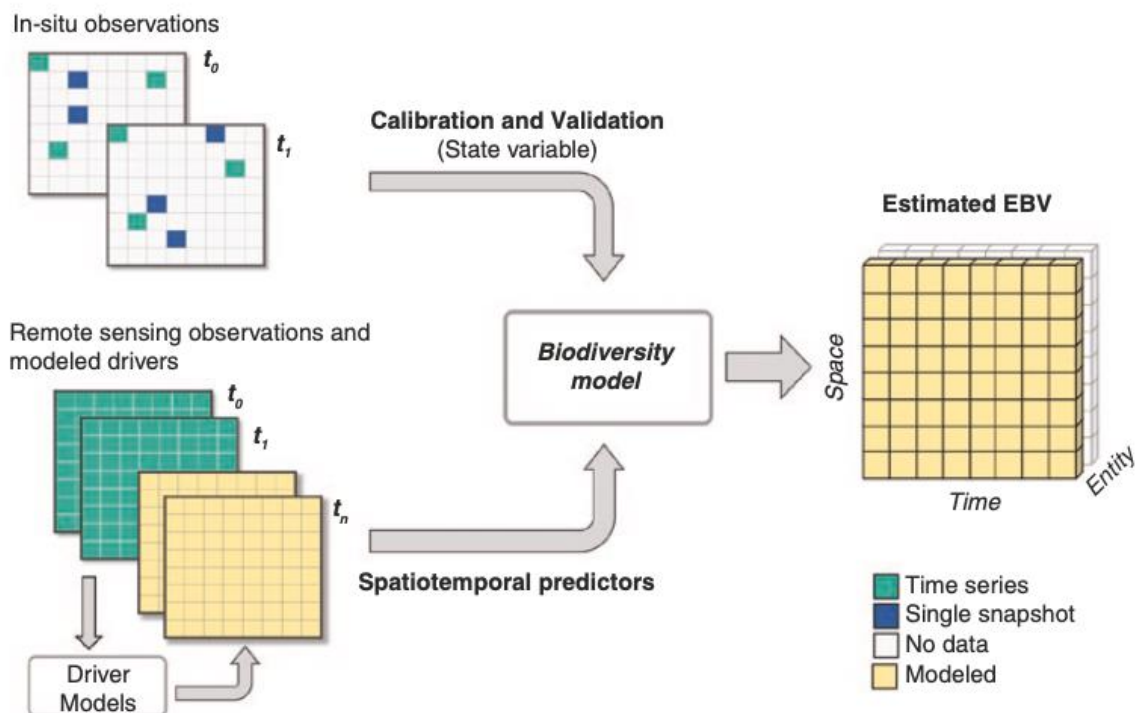 In-situ observations
t0
t1
Calibration and Validation
(State variable)
Estimated EBV
Remote sensing observations and
modeled drivers
t0
t1
tn
Biodiversity
model
Space
Time
Entity
Spatiotemporal predictors
Driver
Models
Time series
Single snapshot
No data
Modeled